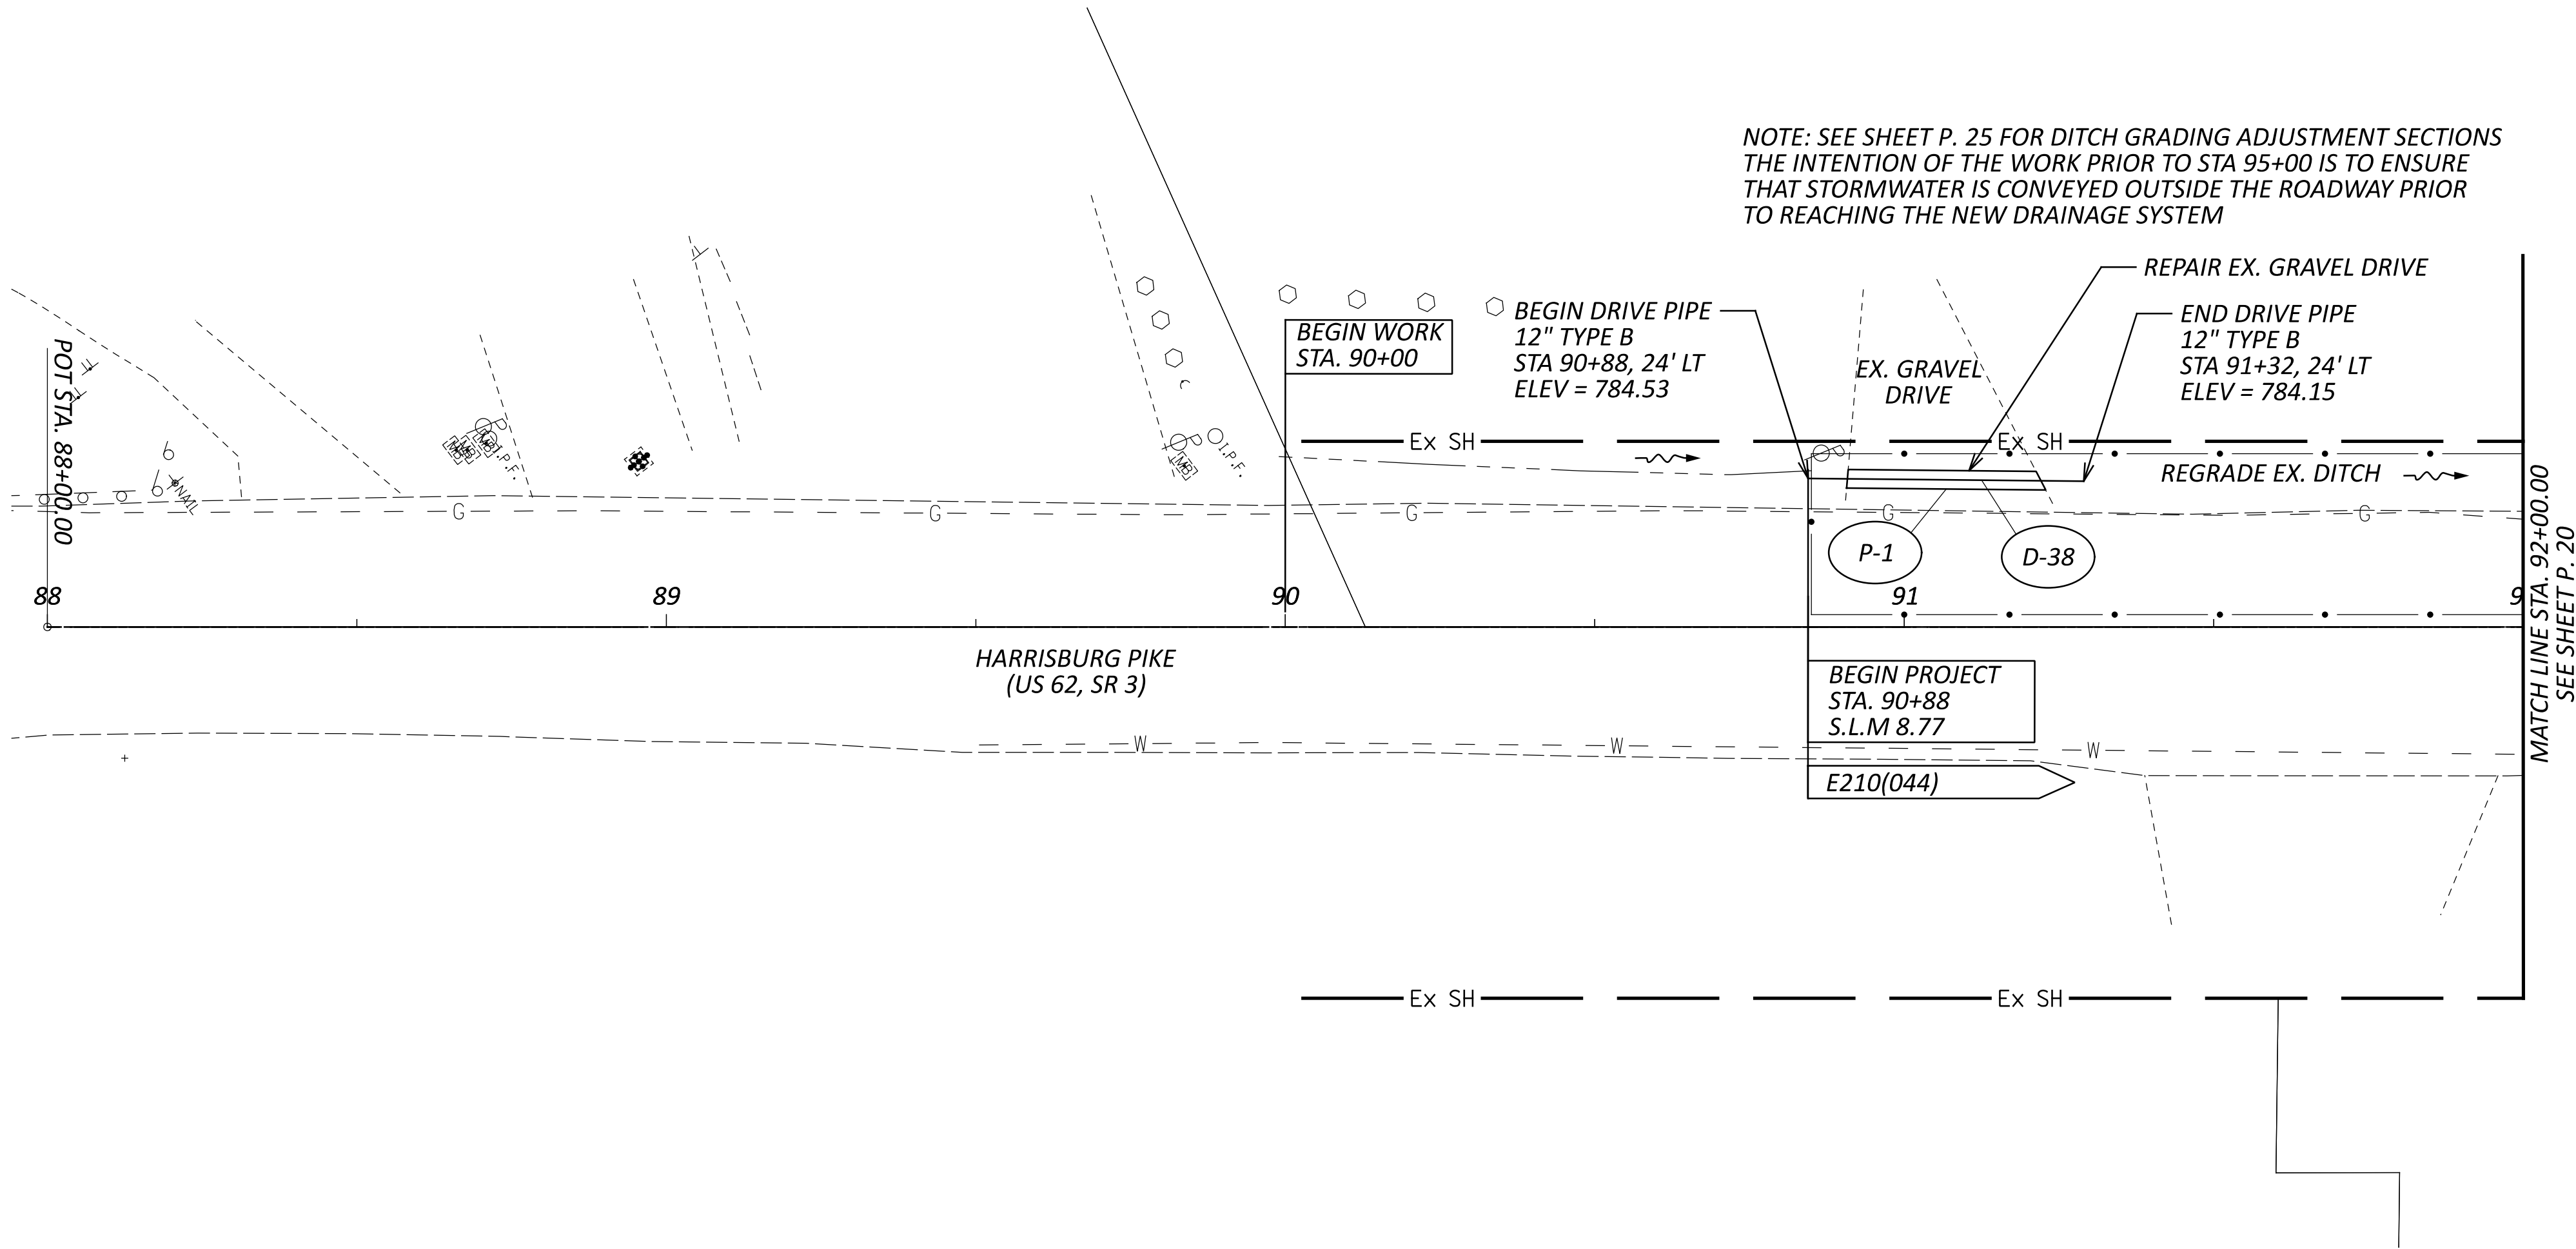 NOTE: SEE SHEET P. 25 FOR DITCH GRADING ADJUSTMENT SECTIONS
THE INTENTION OF THE WORK PRIOR TO STA 95+00 IS TO ENSURE
THAT STORMWATER IS CONVEYED OUTSIDE THE ROADWAY PRIOR
TO REACHING THE NEW DRAINAGE SYSTEM
REPAIR EX. GRAVEL DRIVE
BEGIN DRIVE PIPE
12" TYPE B
STA 90+88, 24' LT
ELEV = 784.53
END DRIVE PIPE
12" TYPE B
STA 91+32, 24' LT
ELEV = 784.15
BEGIN WORK
STA. 90+00
EX. GRAVEL
DRIVE
POT STA. 88+00.00
NAIL
MB
MB
MB
I.P.F.
MB
I.P.F.
Ex SH
Ex SH
REGRADE EX. DITCH
G
G
G
G
G
P-1
D-38
88
89
90
91
9
HARRISBURG PIKE
(US 62, SR 3)
BEGIN PROJECT
STA. 90+88
S.L.M 8.77
W
W
W
E210(044)
MATCH LINE STA. 92+00.00
SEE SHEET P. 20
Ex SH
Ex SH